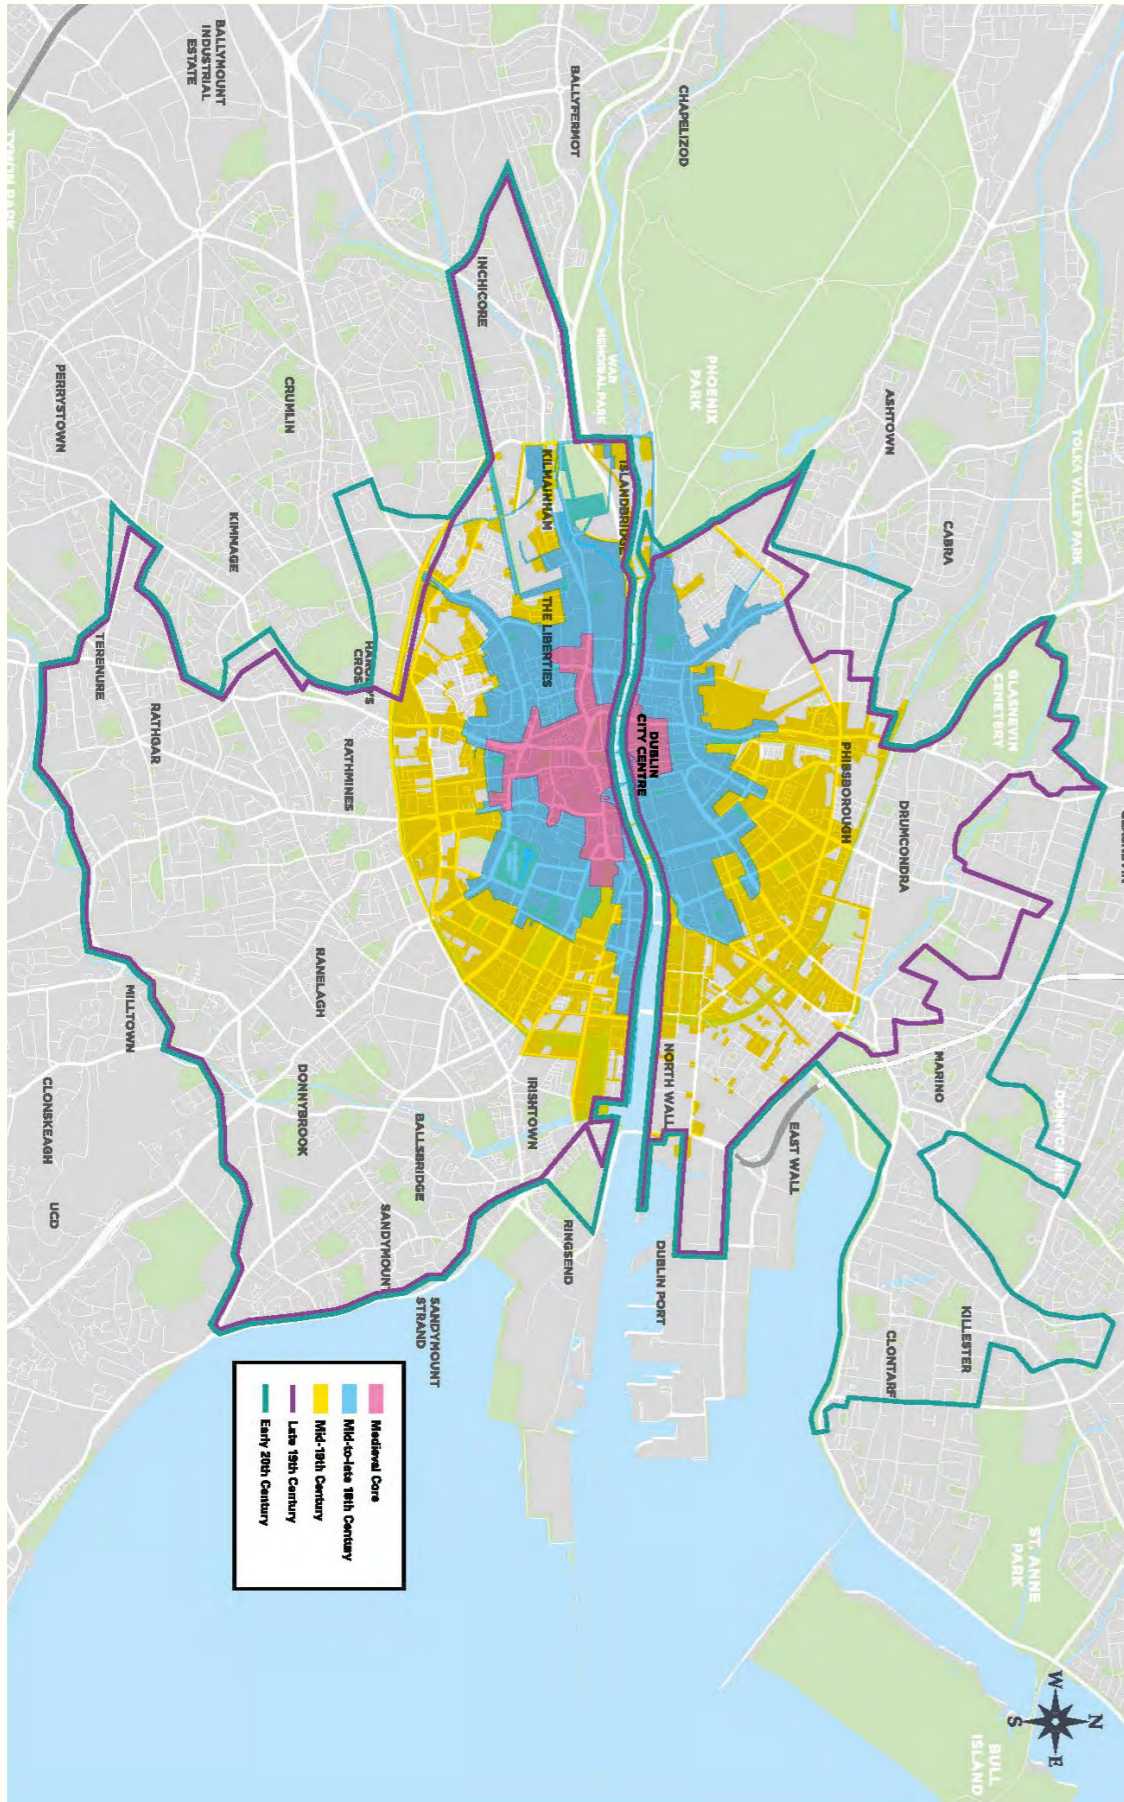 N
W
E
S
TOLKA VALLEY PARK
ST. ANNE
PARK
GLASNEVIN
CEMETERY
BULL
ISLAND
CABRA
MARINO
KILLESTER
ASHTOWN
DRUMCONDRA
CLONTARF
PHIBSBOROUGH
EAST WALL
PHOENIX
PARK
CHAPELIZOD
NORTH WALL
DUBLIN PORT
DUBLIN
CITY CENTRE
ISLANDBRIDGE
WAR
MEMORIAL PARK
BALLYFERMOT
RINGSEND
KILMAINHAM
THE LIBERTIES
IRISHTOWN
INCHICORE
SANDYMOUNT
STRAND
BALLSBRIDGE
SANDYMOUNT
HAROLD'S
CROSS
RATHMINES
RANELAGH
DONNYBROOK
CRUMLIN
KIMMAGE
BALLYMOUNT
INDUSTRIAL
ESTATE
RATHGAR
MILLTOWN
TERENURE
PERRYSTOWN
CLONSKEAGH
UCD
Medieval Core
Mid-to-late 18th Century
Mid-19th Century
Late 19th Century
Early 20th Century